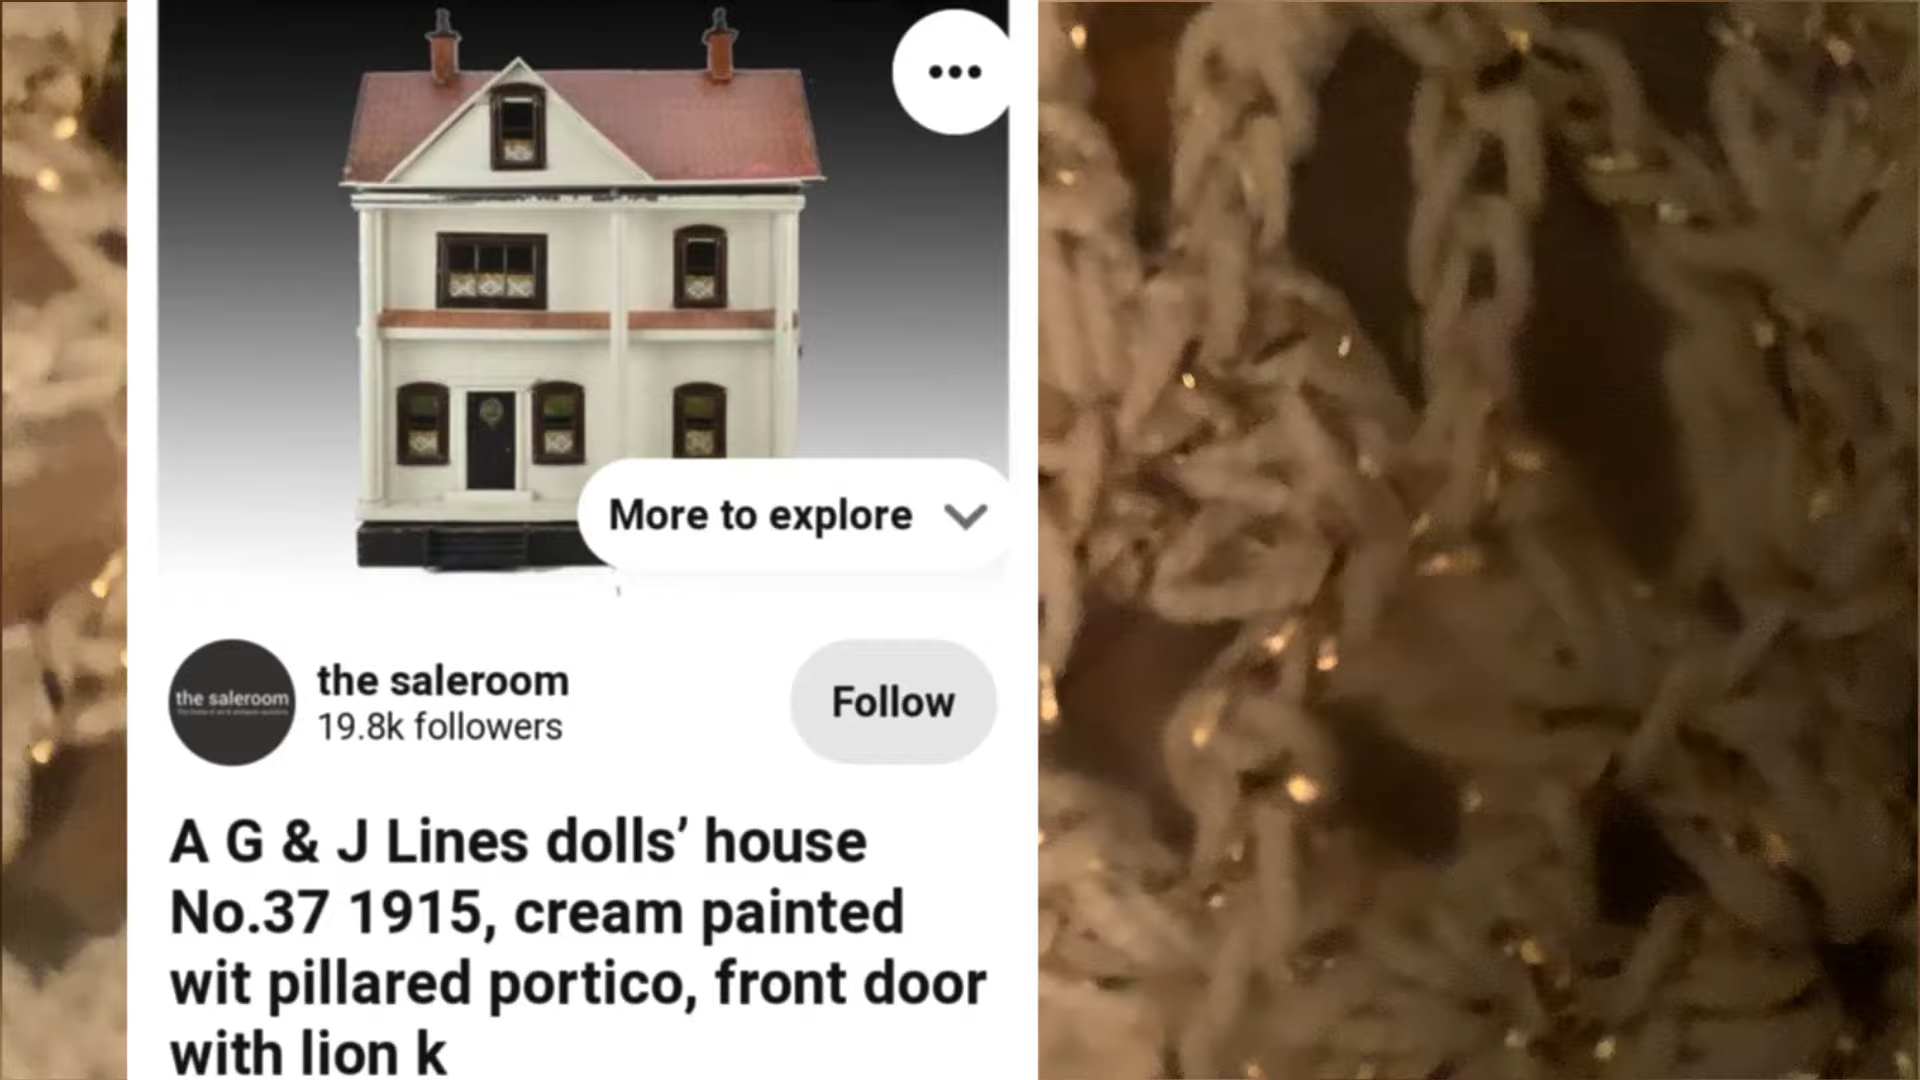 More to explore
the saleroom
the saleroom
19.8k followers
Follow
A G & J Lines dolls’ house
No.37 1915, cream painted
wit pillared portico, front door
with lion k